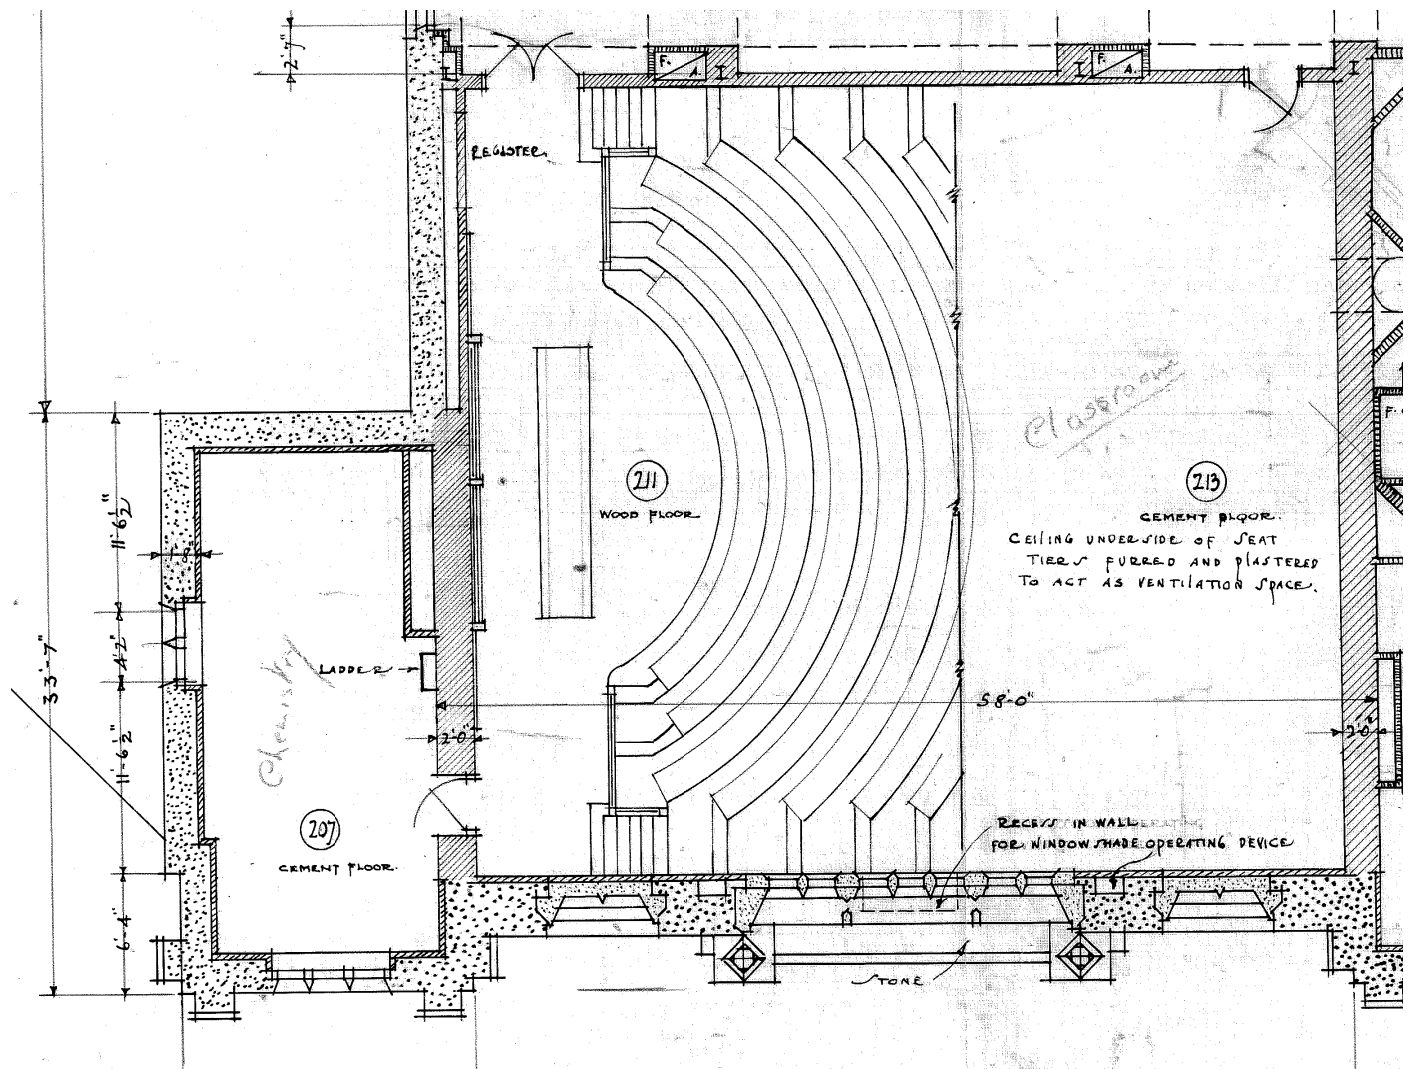 2'-7"
F. A.
I
I
F. A.
I
REGISTER
Classroom
F.
211
WOOD FLOOR
213
CEMENT FLOOR.
CEILING UNDERSIDE OF SEAT
TIERS FURRED AND PLASTERED
TO ACT AS VENTILATION SPACE.
11'-6½"
1'-8"
33'-7"
4'-2"
LADDER
Chemistry
58'-0"
2'-0"
2'-0"
11'-6½"
207
CEMENT FLOOR.
RECESS IN WALL
FOR WINDOW SHADE OPERATING DEVICE
6'-4"
STONE